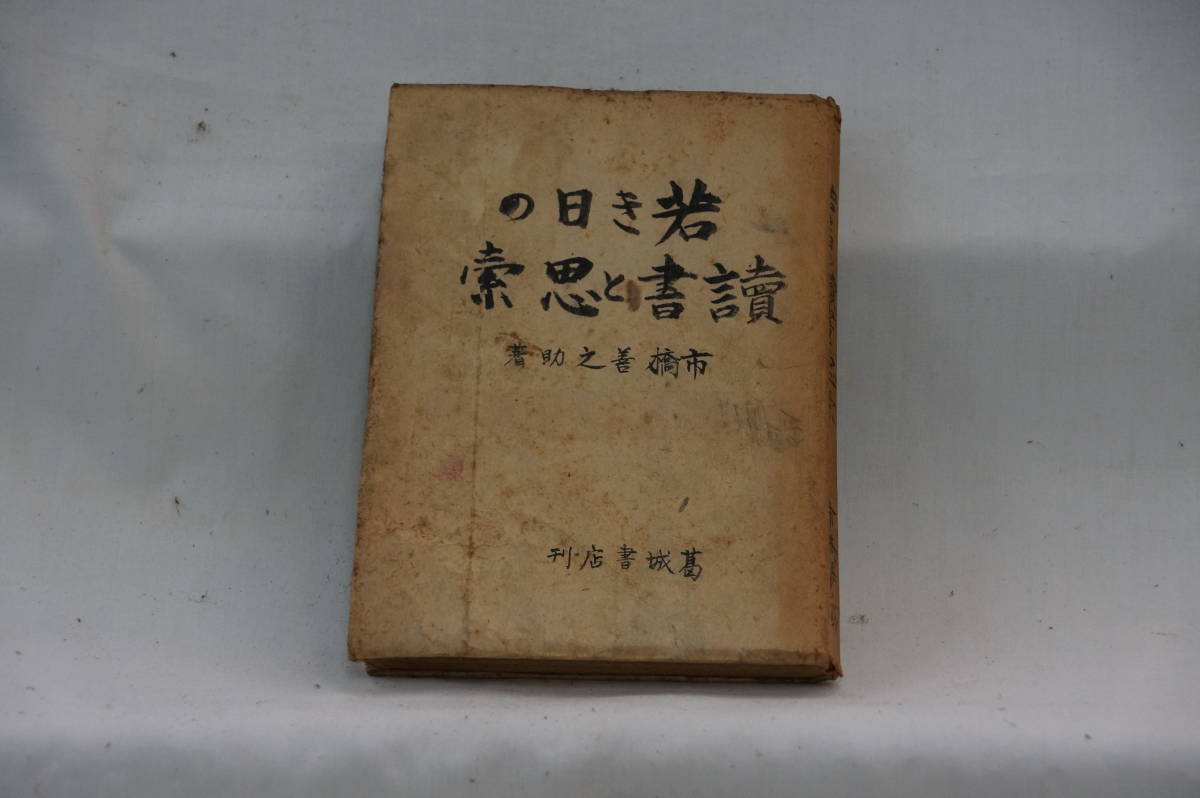 若き日の
讀書と思索
市橋善之助著
葛城書店刊